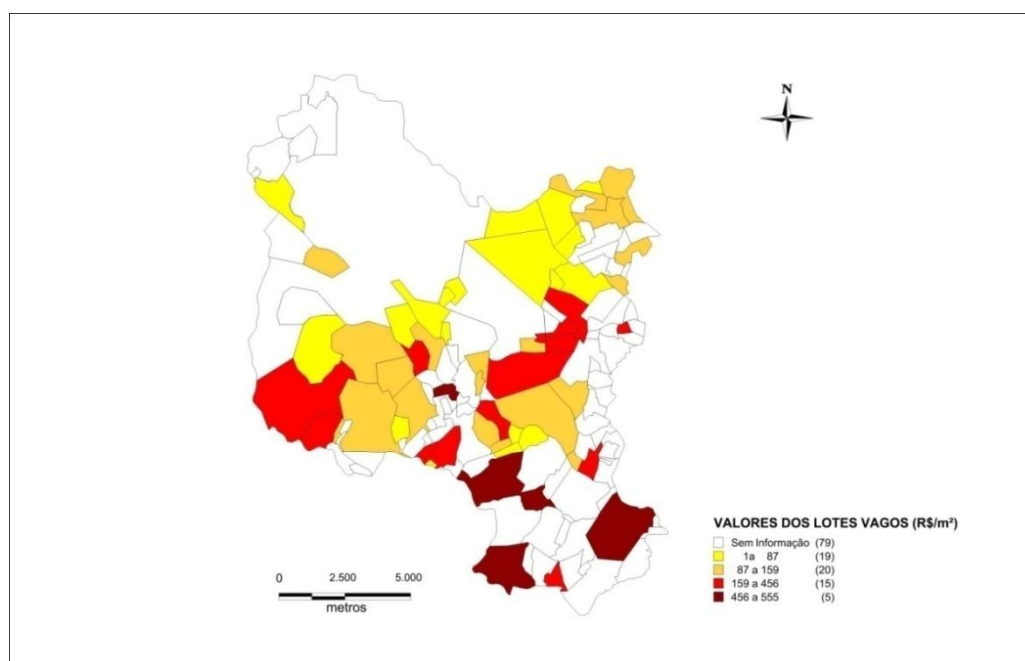 N
VALORES DOS LOTES VAGOS (R$/m²)
Sem Informação (79)
1a 87 (19)
87 a 159 (20)
159 a 456 (15)
456 a 555 (5)
0 2.500 5.000
metros